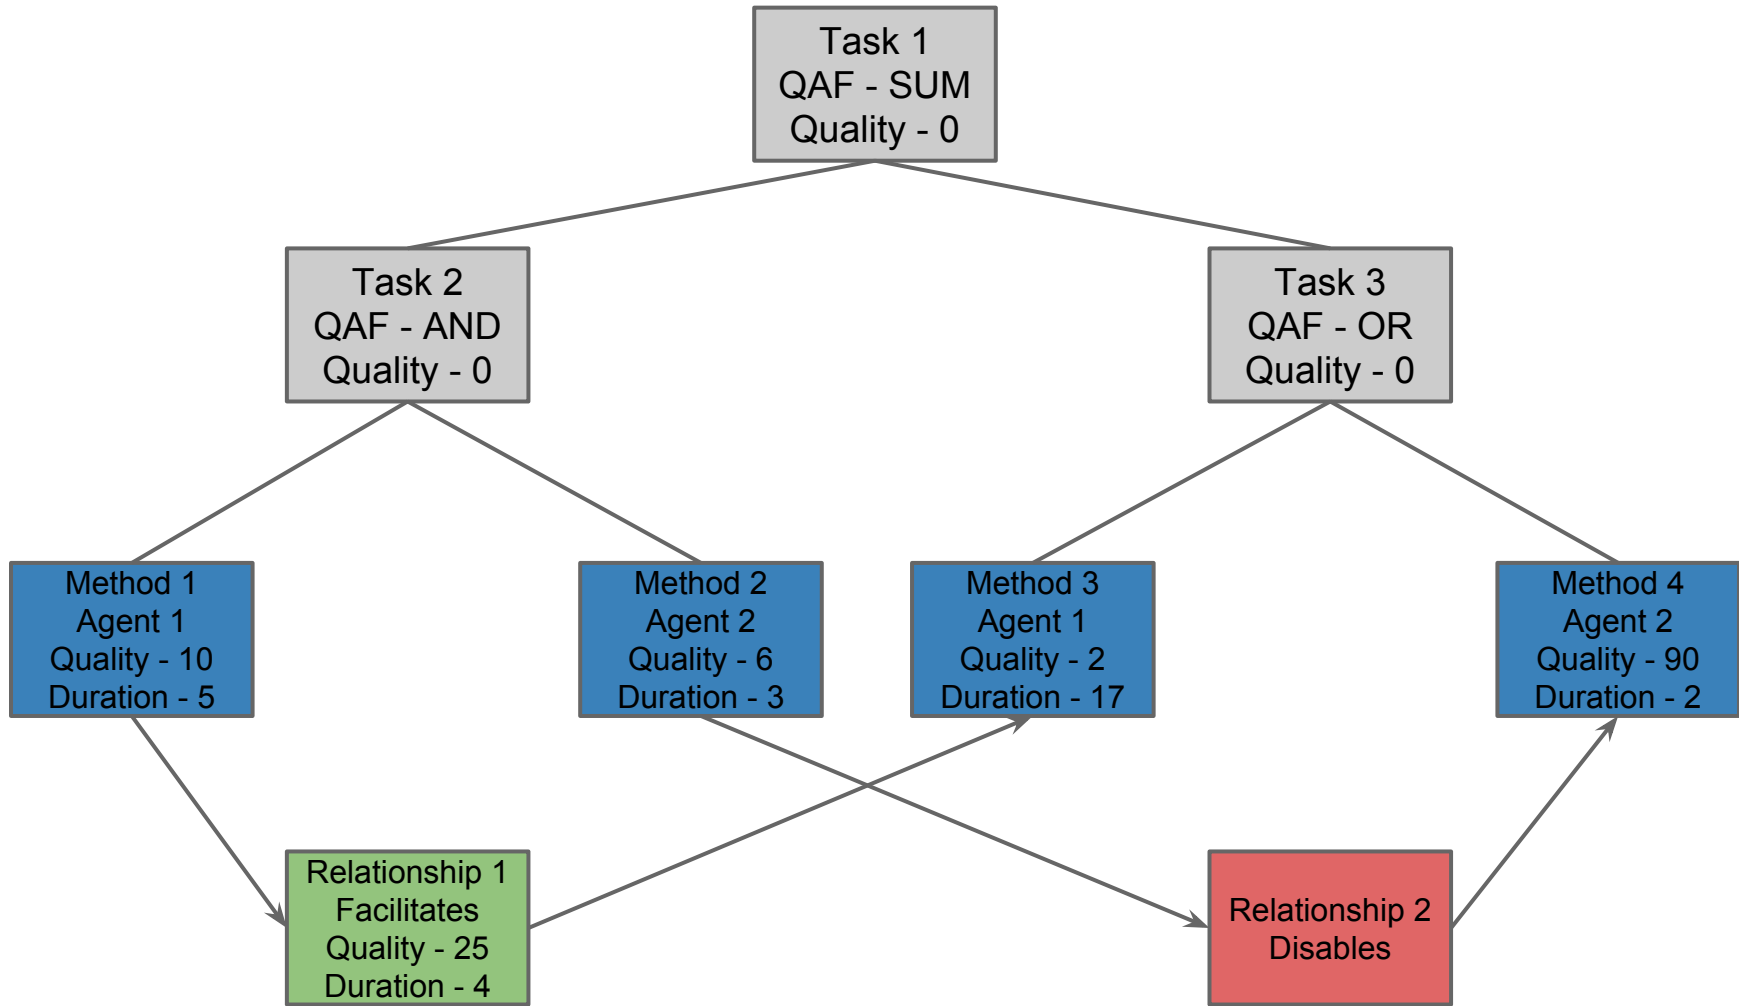 Task 1
QAF - SUM
Quality - 0
Task 2
QAF - AND
Quality - 0
Task 3
QAF - OR
Quality - 0
Method 1
Agent 1
Quality - 10
Duration - 5
Method 2
Agent 2
Quality - 6
Duration - 3
Method 3
Agent 1
Quality - 2
Duration - 17
Method 4
Agent 2
Quality - 90
Duration - 2
Relationship 1
Facilitates
Quality - 25
Duration - 4
Relationship 2
Disables